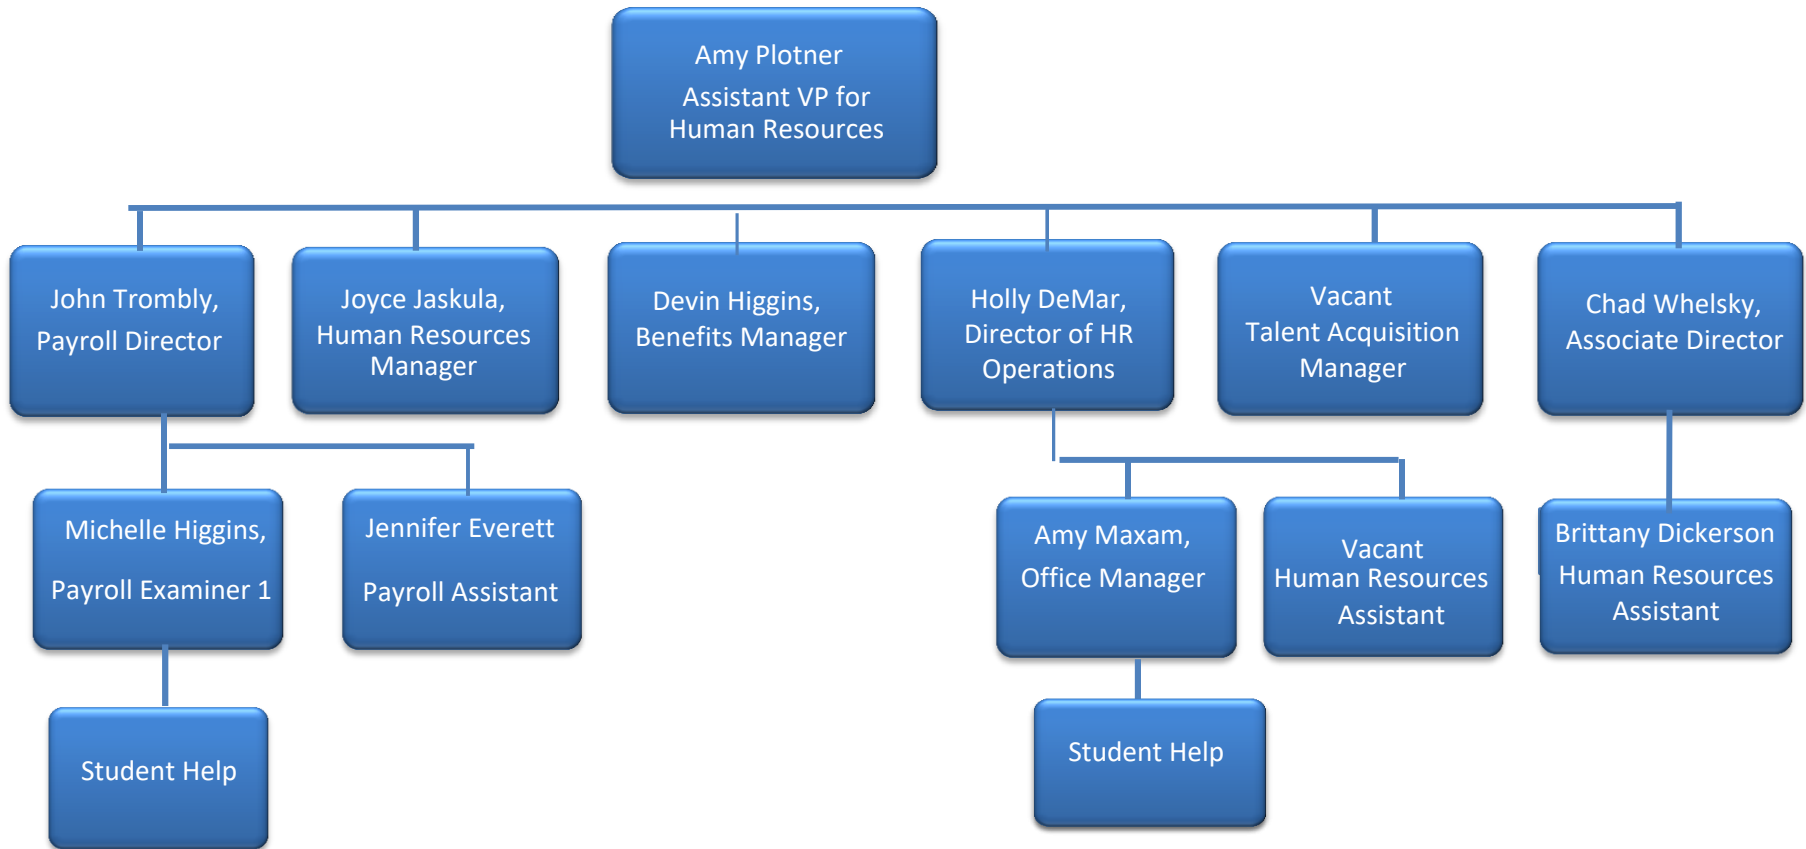 Amy Plotner
Assistant VP for
Human Resources
John Trombly,
Payroll Director
Joyce Jaskula,
Human Resources
Manager
Devin Higgins,
Benefits Manager
Holly DeMar,
Director of HR
Operations
Vacant
Talent Acquisition
Manager
Chad Whelsky,
Associate Director
Michelle Higgins,
Payroll Examiner 1
Jennifer Everett
Payroll Assistant
Amy Maxam,
Office Manager
Vacant
Human Resources
Assistant
Brittany Dickerson
Human Resources
Assistant
Student Help
Student Help